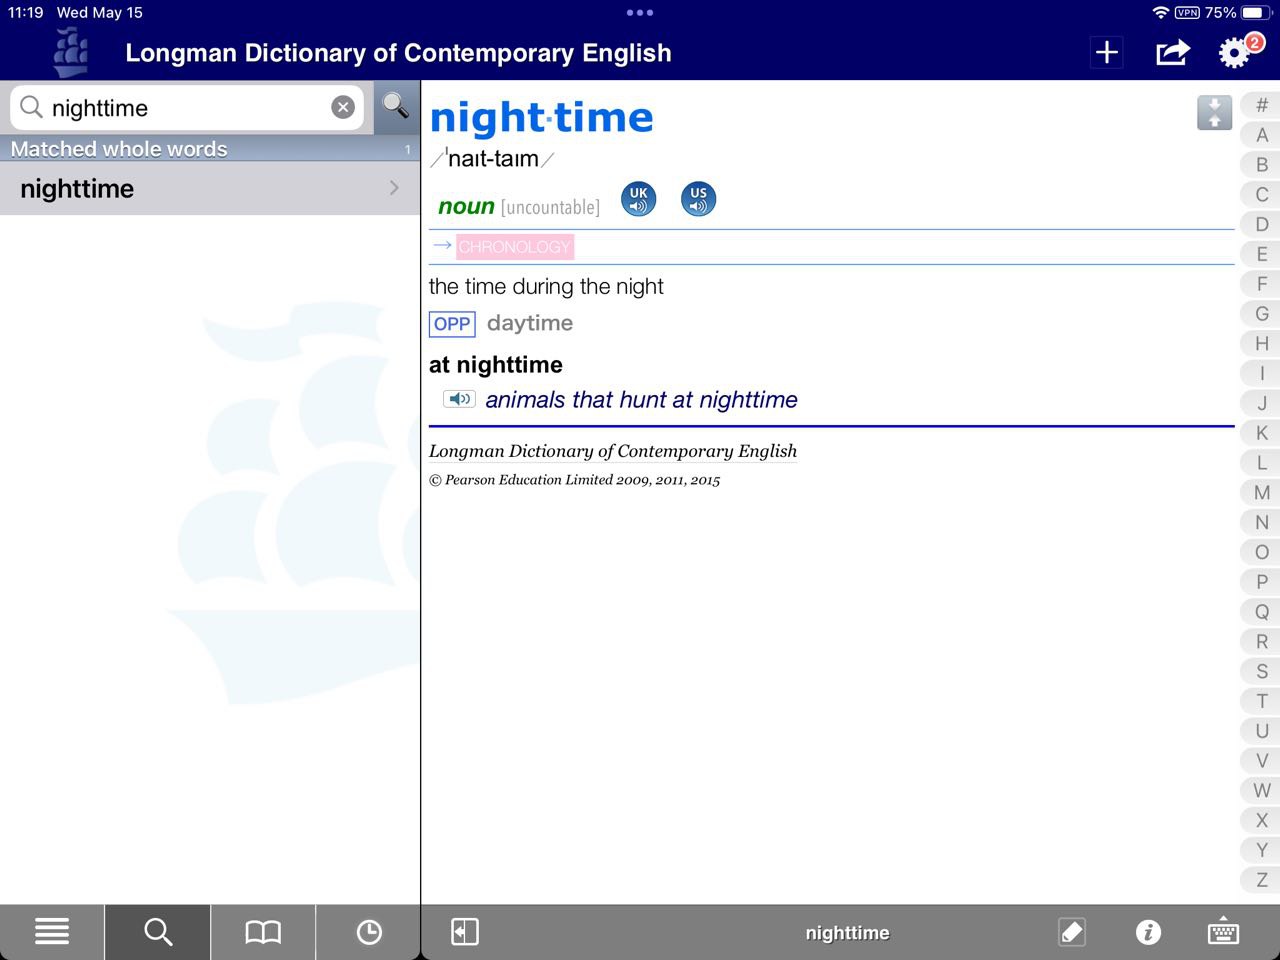 11:19 Wed May 15
VPN 75%
Longman Dictionary of Contemporary English
2
nighttime
Matched whole words 1
nighttime
night·time
/ˈnaɪt-taɪm/
noun [uncountable] UK US
→ CHRONOLOGY
the time during the night
OPP daytime
at nighttime
animals that hunt at nighttime
Longman Dictionary of Contemporary English
© Pearson Education Limited 2009, 2011, 2015
#
A
B
C
D
E
F
G
H
I
J
K
L
M
N
O
P
Q
R
S
T
U
V
W
X
Y
Z
nighttime